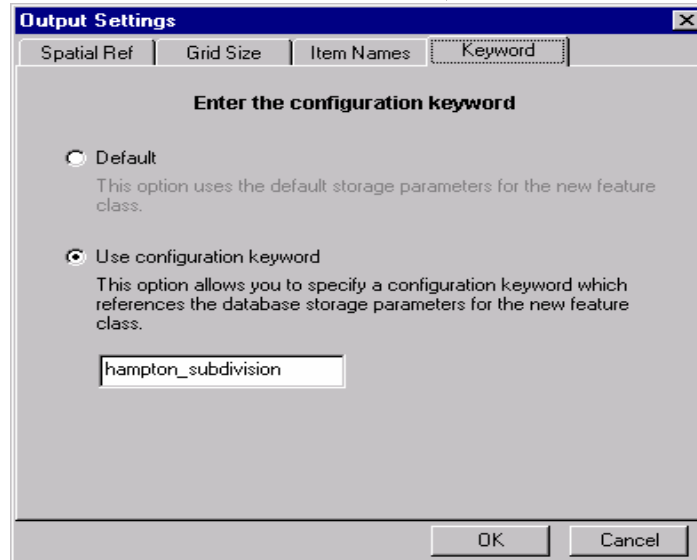 Output Settings
Spatial Ref
Grid Size
Item Names
Keyword
Enter the configuration keyword
Default
This option uses the default storage parameters for the new feature
class.
Use configuration keyword
This option allows you to specify a configuration keyword which
references the database storage parameters for the new feature
class.
hampton_subdivision
OK
Cancel